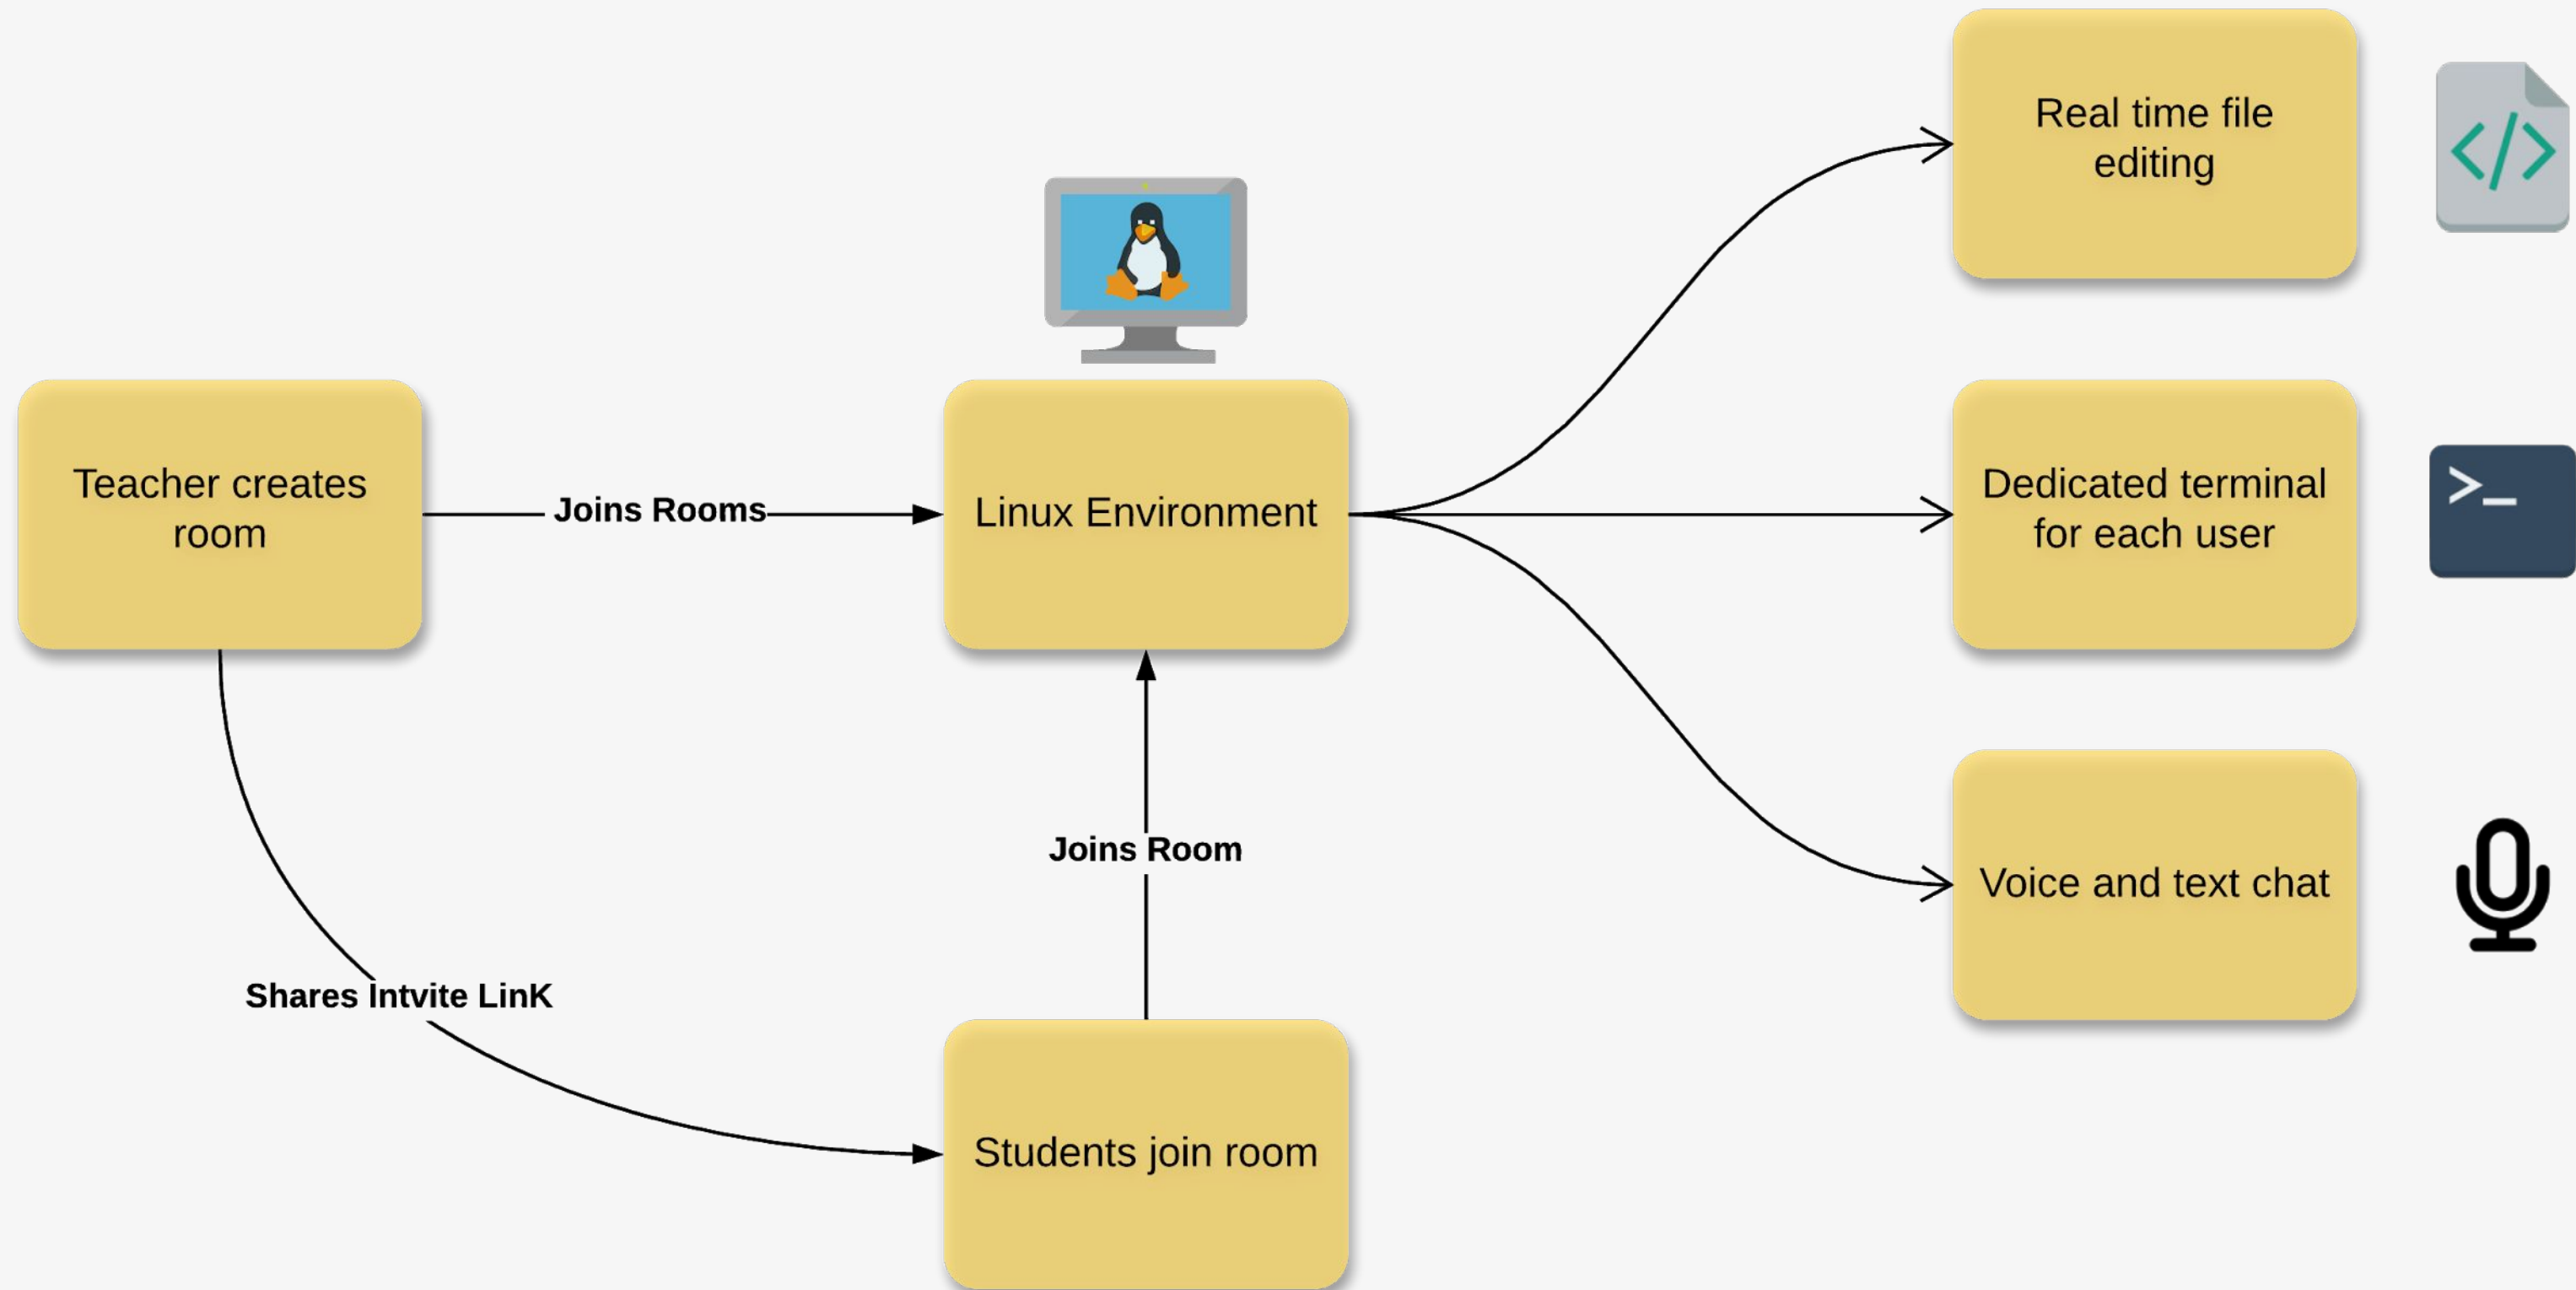 Real time file
editing
Teacher creates
room
Joins Rooms
Linux Environment
Dedicated terminal
for each user
>_
</>
Joins Room
Voice and text chat
Shares Intvite LinK
Students join room